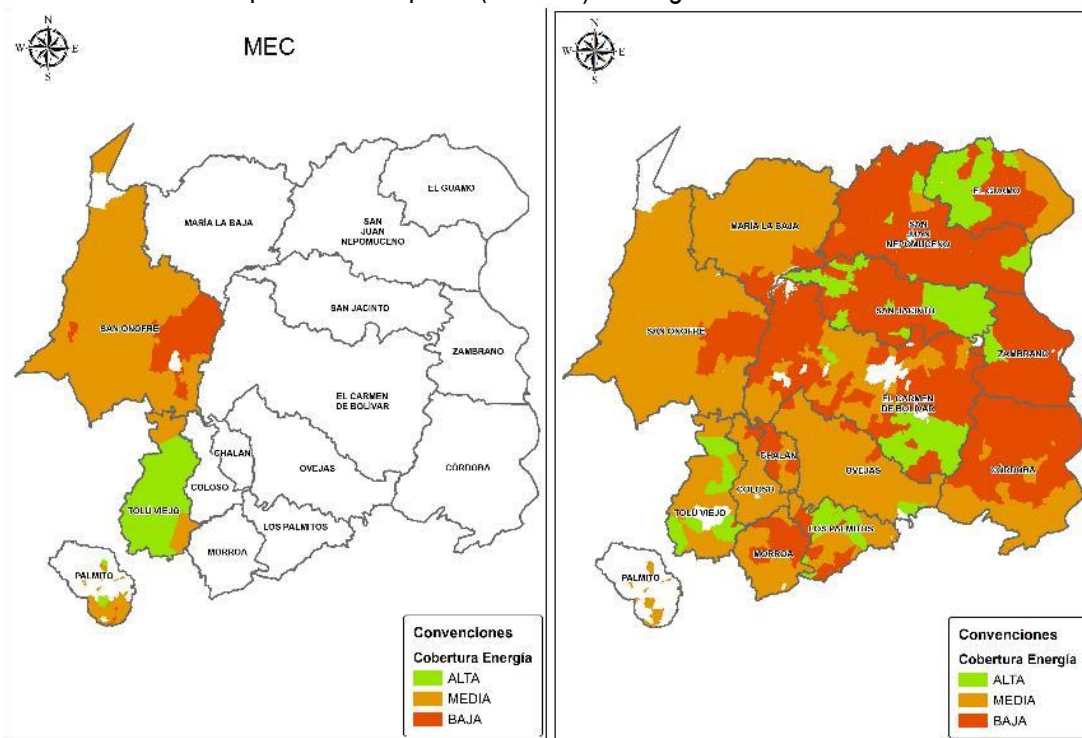 N
W E
S
MEC
EL GUAMO
MARÍA LA BAJA
SAN
JUAN
NEPOMUCENO
SAN JACINTO
SAN ONOFRE
ZAMBRANO
EL CARMEN
DE BOLÍVAR
CHALÁN
OVEJAS
CÓRDOBA
COLOSO
TOLÚ VIEJO
LOS PALMITOS
MORROA
PALMITO
Convenciones
Cobertura Energía
ALTA
MEDIA
BAJA
N
W E
S
EL GUAMO
MARÍA LA BAJA
SAN
JUAN
NEPOMUCENO
SAN JACINTO
SAN ONOFRE
ZAMBRANO
EL CARMEN
DE BOLÍVAR
CHALÁN
OVEJAS
CÓRDOBA
COLOSO
TOLÚ VIEJO
LOS PALMITOS
MORROA
PALMITO
Convenciones
Cobertura Energía
ALTA
MEDIA
BAJA